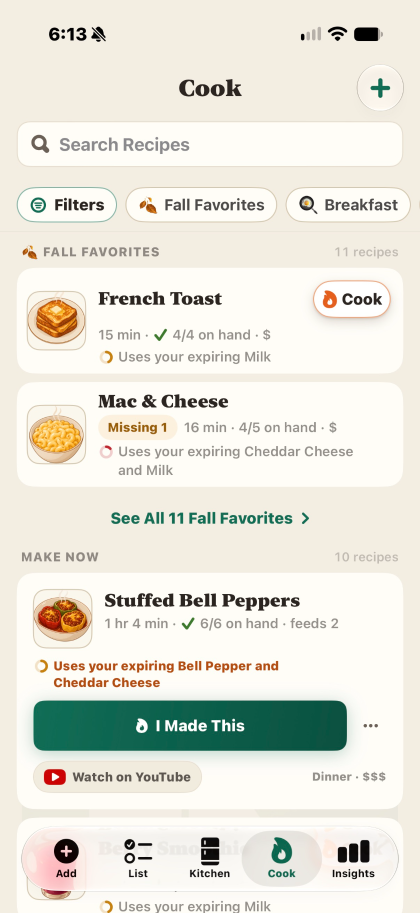 6:13
Cook
Search Recipes
Filters
Fall Favorites
Breakfast
FALL FAVORITES
11 recipes
French Toast
Cook
15 min · 4/4 on hand · $
Uses your expiring Milk
Mac & Cheese
Missing 1
16 min · 4/5 on hand · $
Uses your expiring Cheddar Cheese
and Milk
See All 11 Fall Favorites
MAKE NOW
10 recipes
Stuffed Bell Peppers
1 hr 4 min · 6/6 on hand · feeds 2
Uses your expiring Bell Pepper and
Cheddar Cheese
I Made This
Watch on YouTube
Dinner · $$$
Add
List
Kitchen
Cook
Insights
Uses your expiring Milk